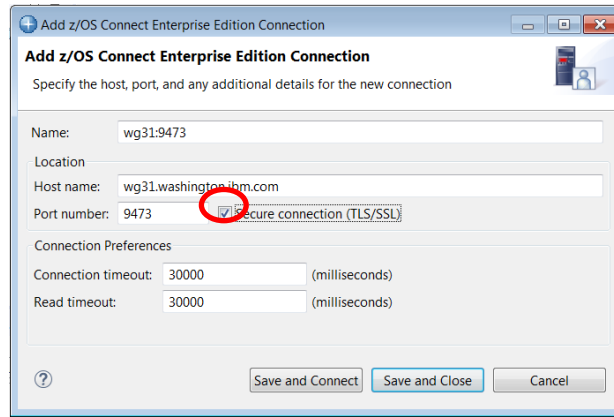 Add z/OS Connect Enterprise Edition Connection
Add z/OS Connect Enterprise Edition Connection
Specify the host, port, and any additional details for the new connection
Name: wg31:9473
Location
Host name: wg31.washington.ibm.com
Port number: 9473 Secure connection (TLS/SSL)
Connection Preferences
Connection timeout: 30000 (milliseconds)
Read timeout: 30000 (milliseconds)
? Save and Connect Save and Close Cancel